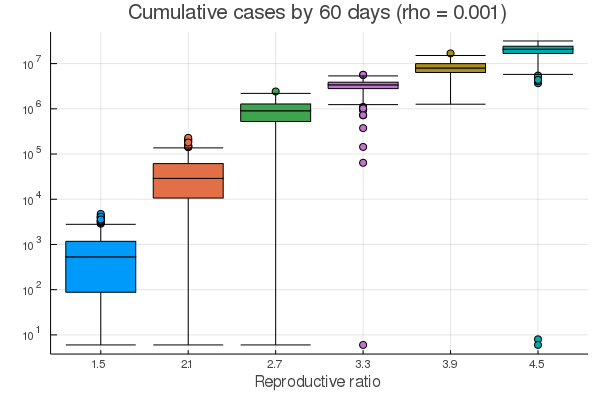 Cumulative cases by 60 days (rho = 0.001)
10^7
10^6
10^5
10^4
10^3
10^2
10^1
1.5 2.1 2.7 3.3 3.9 4.5
Reproductive ratio